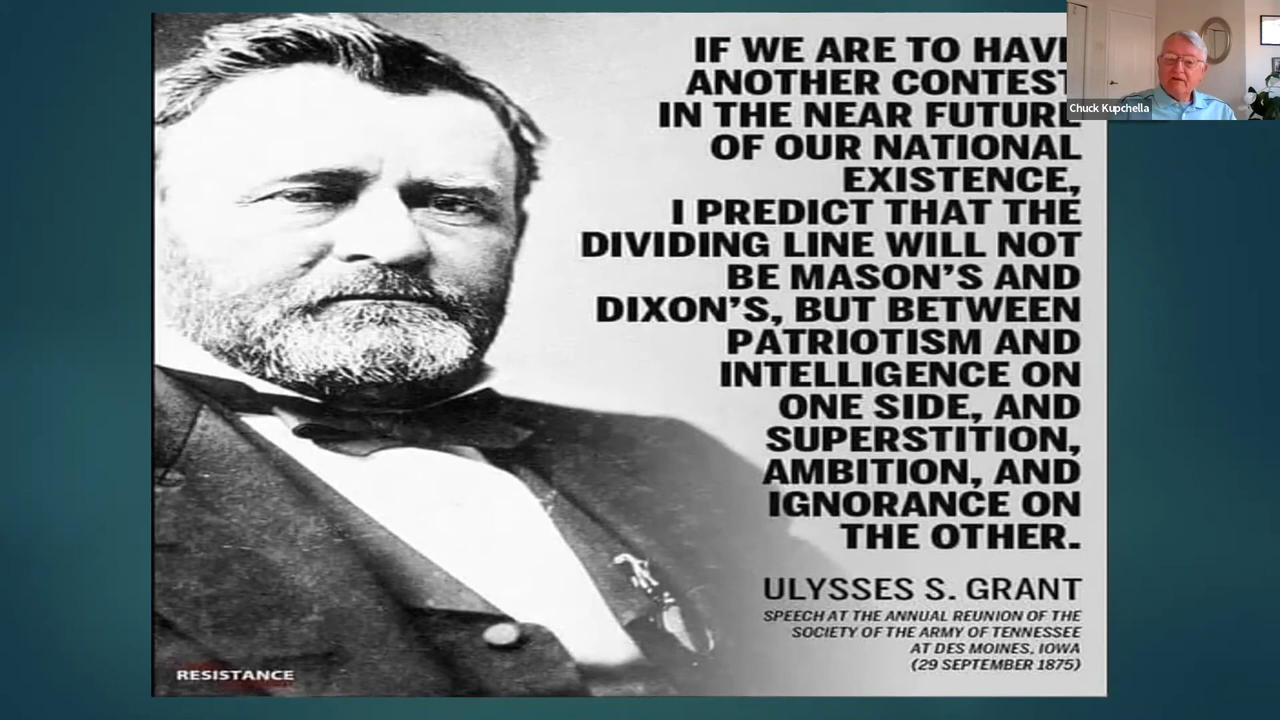 IF WE ARE TO HAVE
ANOTHER CONTEST
IN THE NEAR FUTURE
OF OUR NATIONAL
EXISTENCE,
I PREDICT THAT THE
DIVIDING LINE WILL NOT
BE MASON'S AND
DIXON'S, BUT BETWEEN
PATRIOTISM AND
INTELLIGENCE ON
ONE SIDE, AND
SUPERSTITION,
AMBITION, AND
IGNORANCE ON
THE OTHER.
ULYSSES S. GRANT
SPEECH AT THE ANNUAL REUNION OF THE
SOCIETY OF THE ARMY OF TENNESSEE
AT DES MOINES, IOWA
(29 SEPTEMBER 1875)
RESISTANCE
Chuck Kupchella